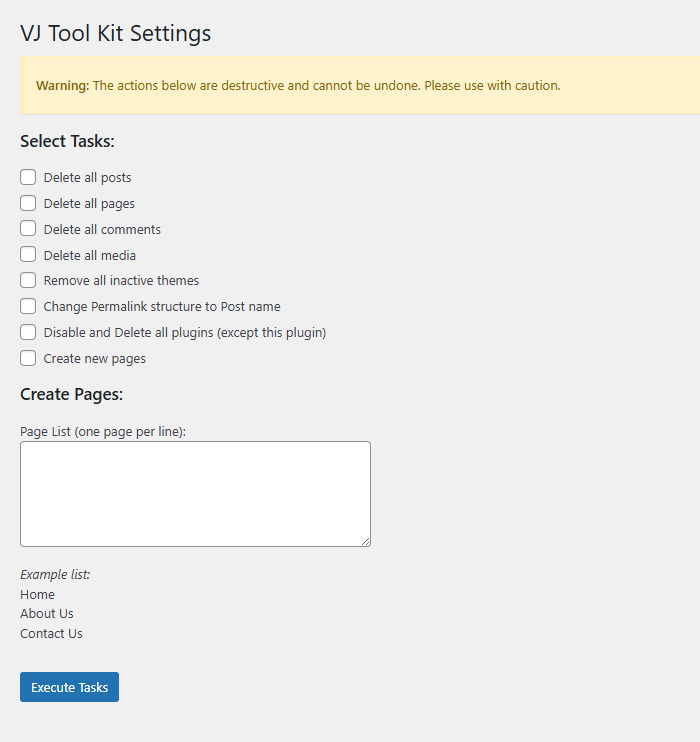 VJ Tool Kit Settings
Warning: The actions below are destructive and cannot be undone. Please use with caution.
Select Tasks:
Delete all posts
Delete all pages
Delete all comments
Delete all media
Remove all inactive themes
Change Permalink structure to Post name
Disable and Delete all plugins (except this plugin)
Create new pages
Create Pages:
Page List (one page per line):
Example list:
Home
About Us
Contact Us
Execute Tasks